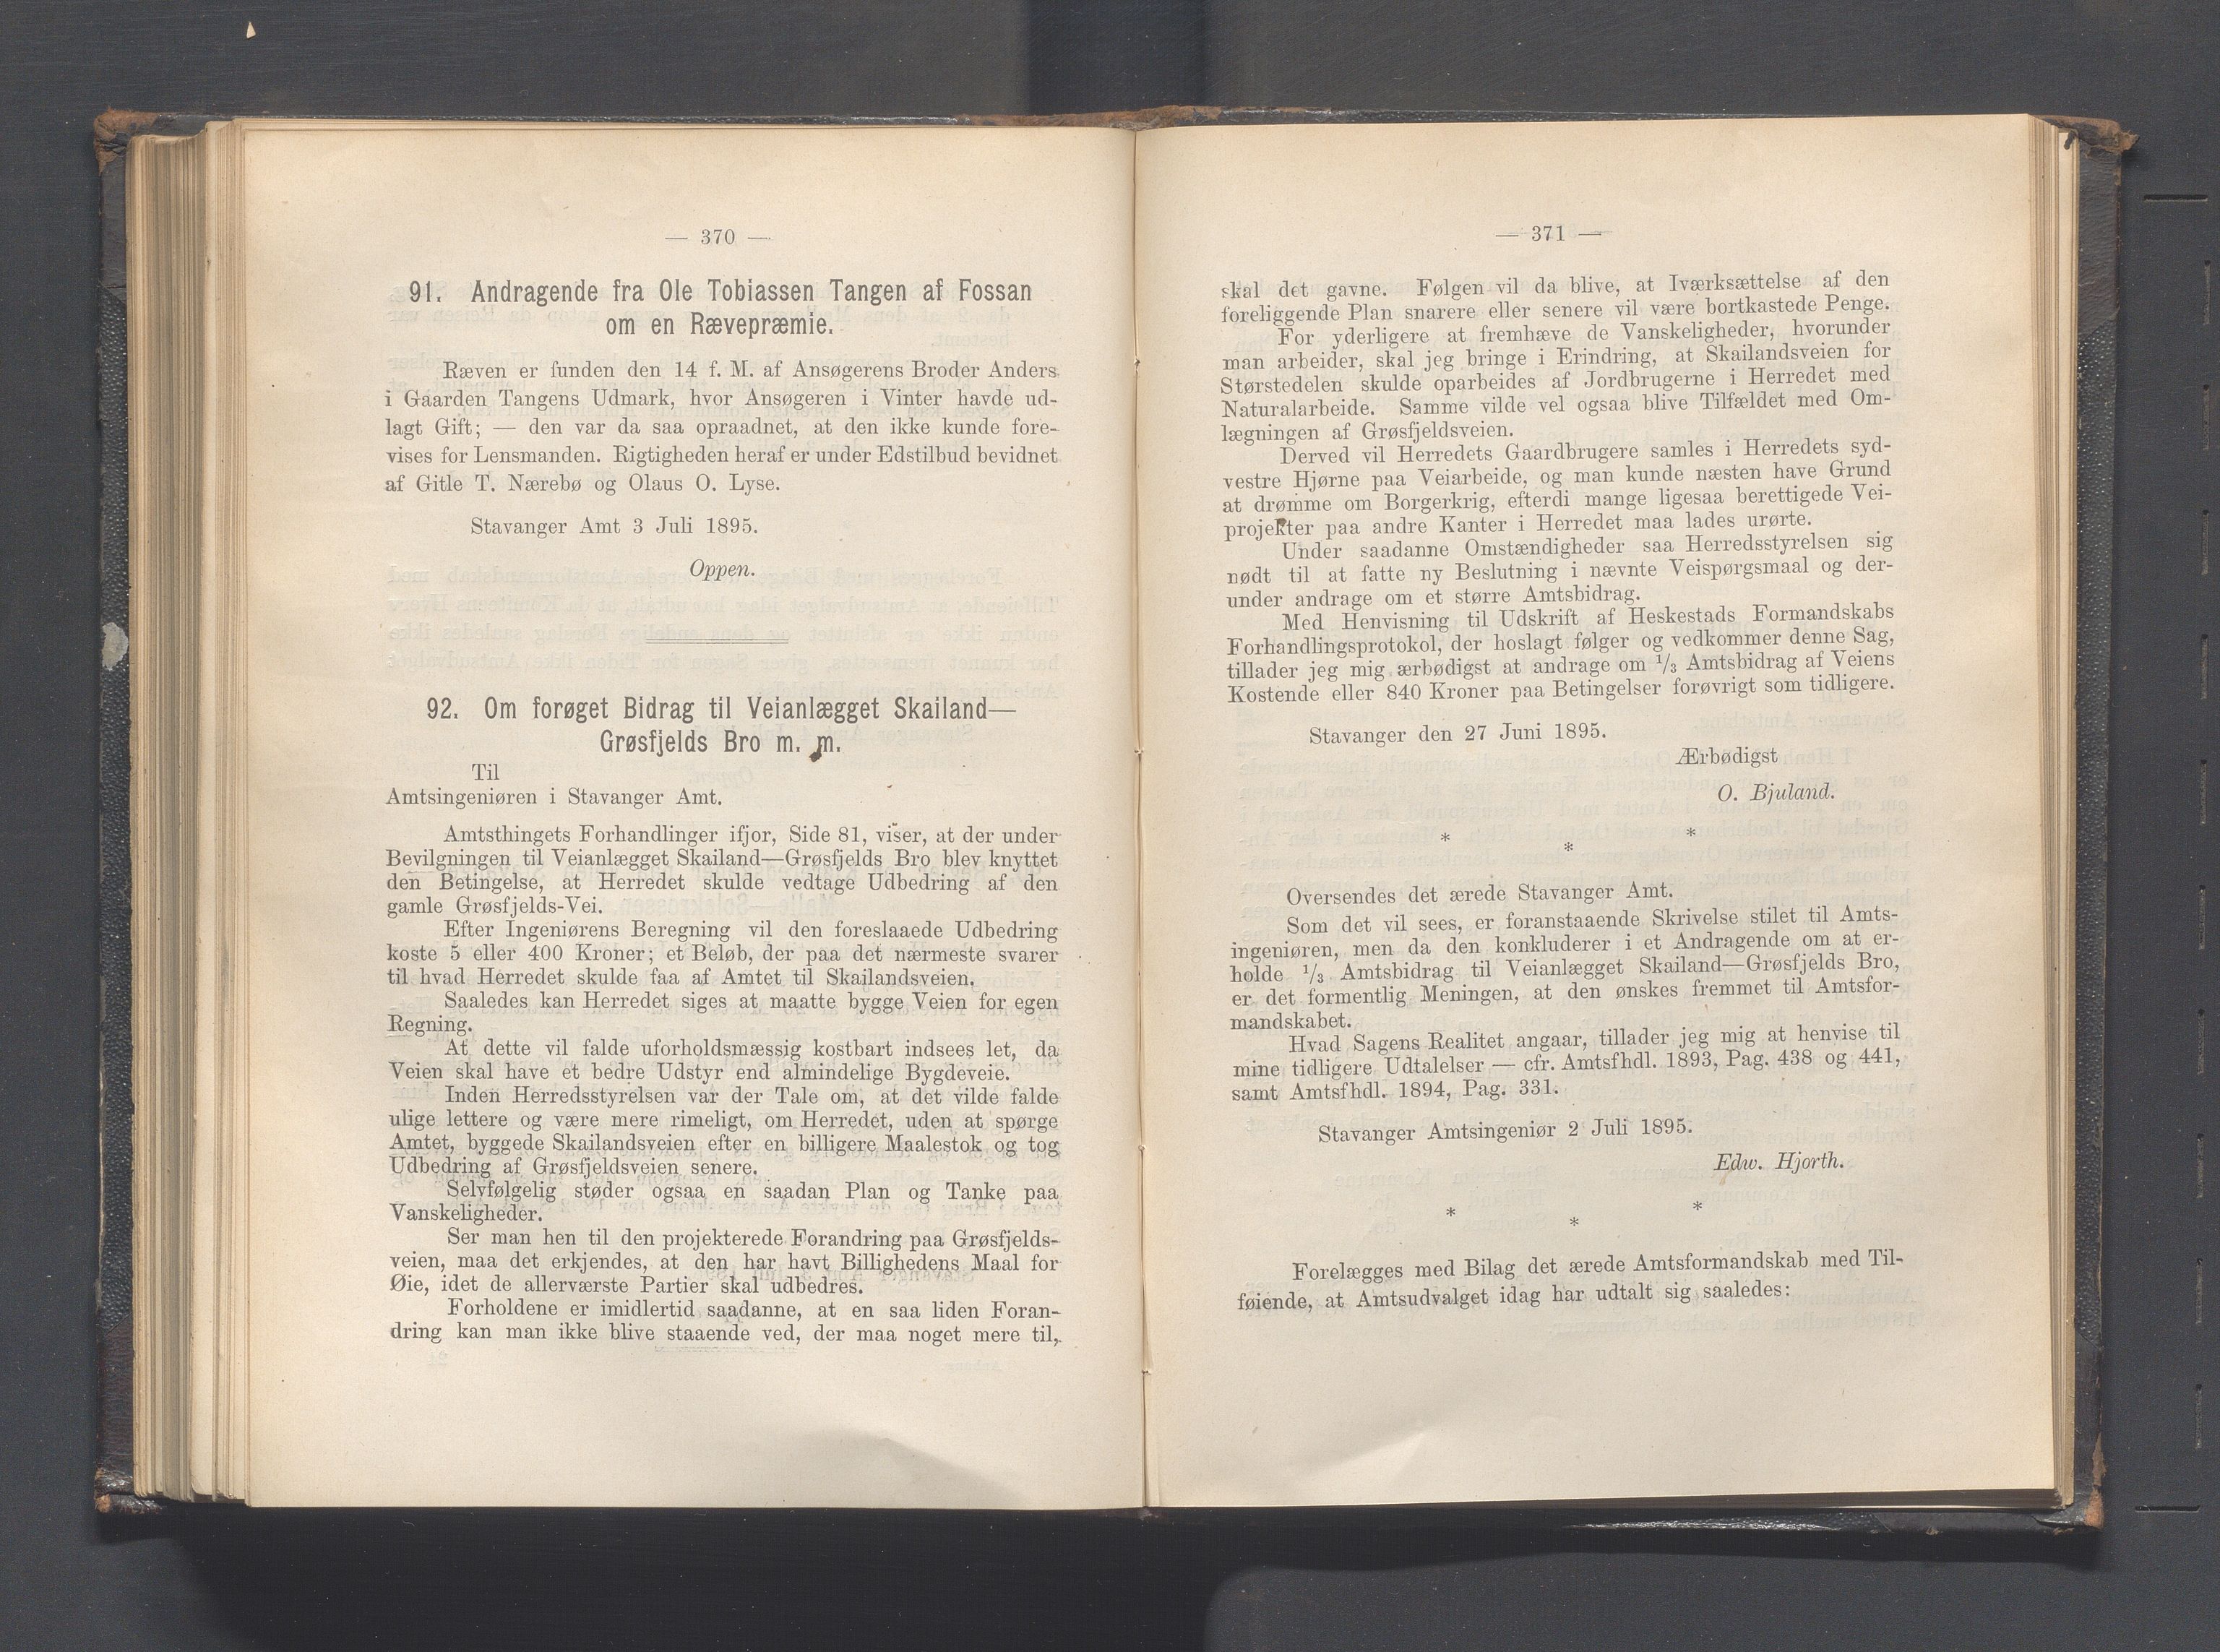 — 370 —
91. Andragende fra Ole Tobiassen Tangen af Fossan
om en Rævepræmie.
Ræven er funden den 14 f. M. af Ansøgerens Broder Anders
i Gaarden Tangens Udmark, hvor Ansøgeren i Vinter havde ud-
lagt Gift; — den var da saa opraadnet, at den ikke kunde fore-
vises for Lensmanden. Rigtigheden heraf er under Edstilbud bevidnet
af Gitle T. Nærebø og Olaus O. Lyse.
Stavanger Amt 3 Juli 1895.
Oppen.
92. Om forøget Bidrag til Veianlægget Skailand—
Grøsfjelds Bro m. m.
Til
Amtsingeniøren i Stavanger Amt.
Amtsthingets Forhandlinger ifjor, Side 81, viser, at der under
Bevilgningen til Veianlægget Skailand—Grøsfjelds Bro blev knyttet
den Betingelse, at Herredet skulde vedtage Udbedring af den
gamle Grøsfjelds-Vei.
Efter Ingeniørens Beregning vil den foreslaaede Udbedring
koste 5 eller 400 Kroner; et Beløb, der paa det nærmeste svarer
til hvad Herredet skulde faa af Amtet til Skailandsveien.
Saaledes kan Herredet siges at maatte bygge Veien for egen
Regning.
At dette vil falde uforholdsmæssig kostbart indsees let, da
Veien skal have et bedre Udstyr end almindelige Bygdeveie.
Inden Herredsstyrelsen var der Tale om, at det vilde falde
ulige lettere og være mere rimeligt, om Herredet, uden at spørge
Amtet, byggede Skailandsveien efter en billigere Maalestok og tog
Udbedring af Grøsfjeldsveien senere.
Selvfølgelig støder ogsaa en saadan Plan og Tanke paa
Vanskeligheder.
Ser man hen til den projekterede Forandring paa Grøsfjelds-
veien, maa det erkjendes, at den har havt Billighedens Maal for
Øie, idet de allerværste Partier skal udbedres.
Forholdene er imidlertid saadanne, at en saa liden Foran-
dring kan man ikke blive staaende ved, der maa noget mere til,
— 371 —
skal det gavne. Følgen vil da blive, at Iværksættelse af den
foreliggende Plan snarere eller senere vil være bortkastede Penge.
For yderligere at fremhæve de Vanskeligheder, hvorunder
man arbeider, skal jeg bringe i Erindring, at Skailandsveien for
Størstedelen skulde oparbeides af Jordbrugerne i Herredet med
Naturalarbeide. Samme vilde vel ogsaa blive Tilfældet med Om-
lægningen af Grøsfjeldsveien.
Derved vil Herredets Gaardbrugere samles i Herredets syd-
vestre Hjørne paa Veiarbeide, og man kunde næsten have Grund
at drømme om Borgerkrig, efterdi mange ligesaa berettigede Vei-
projekter paa andre Kanter i Herredet maa lades urørte.
Under saadanne Omstændigheder saa Herredsstyrelsen sig
nødt til at fatte ny Beslutning i nævnte Veispørgsmaal og der-
under andrage om et større Amtsbidrag.
Med Henvisning til Udskrift af Heskestads Formandskabs
Forhandlingsprotokol, der hoslagt følger og vedkommer denne Sag,
tillader jeg mig ærbødigst at andrage om 1/3 Amtsbidrag af Veiens
Kostende eller 840 Kroner paa Betingelser forøvrigt som tidligere.
Stavanger den 27 Juni 1895.
Ærbødigst
O. Bjuland.
* * *
Oversendes det ærede Stavanger Amt.
Som det vil sees, er foranstaaende Skrivelse stilet til Amts-
ingeniøren, men da den konkluderer i et Andragende om at er-
holde 1/3 Amtsbidrag til Veianlægget Skailand—Grøsfjelds Bro,
er det formentlig Meningen, at den ønskes fremmet til Amtsfor-
mandskabet.
Hvad Sagens Realitet angaar, tillader jeg mig at henvise til
mine tidligere Udtalelser — cfr. Amtsfhdl. 1893, Pag. 438 og 441,
samt Amtsfhdl. 1894, Pag. 331.
Stavanger Amtsingeniør 2 Juli 1895.
Edw. Hjorth.
* * *
Forelægges med Bilag det ærede Amtsformandskab med Til-
føiende, at Amtsudvalget idag har udtalt sig saaledes: